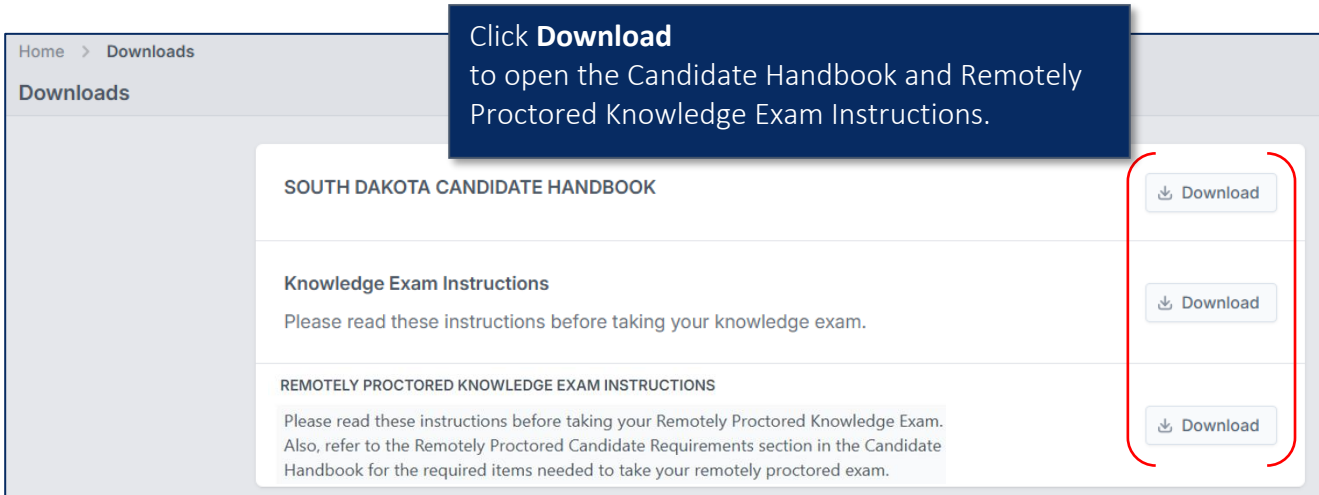 Click Download
to open the Candidate Handbook and Remotely
Proctored Knowledge Exam Instructions.
Home > Downloads
Downloads
SOUTH DAKOTA CANDIDATE HANDBOOK
Download
Knowledge Exam Instructions
Please read these instructions before taking your knowledge exam.
Download
REMOTELY PROCTORED KNOWLEDGE EXAM INSTRUCTIONS
Please read these instructions before taking your Remotely Proctored Knowledge Exam.
Also, refer to the Remotely Proctored Candidate Requirements section in the Candidate
Handbook for the required items needed to take your remotely proctored exam.
Download